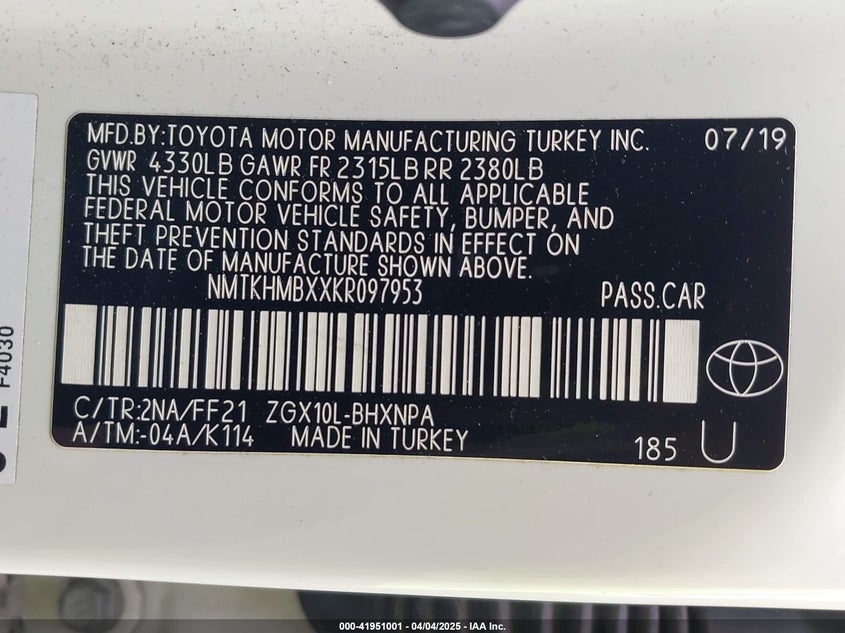 MFD.BY:TOYOTA MOTOR MANUFACTURING TURKEY INC. 07/19
GVWR 4330LB GAWR FR 2315LB RR 2380LB
THIS VEHICLE CONFORMS TO ALL APPLICABLE
FEDERAL MOTOR VEHICLE SAFETY, BUMPER, AND
THEFT PREVENTION STANDARDS IN EFFECT ON
THE DATE OF MANUFACTURE SHOWN ABOVE.
NMTKHMBXXKR097953 PASS.CAR
C/TR:2NA/FF21 ZGX10L-BHXNPA
A/TM:-04A/K114 MADE IN TURKEY 185 U
F4030
000-41951001 - 04/04/2025 - IAA Inc.